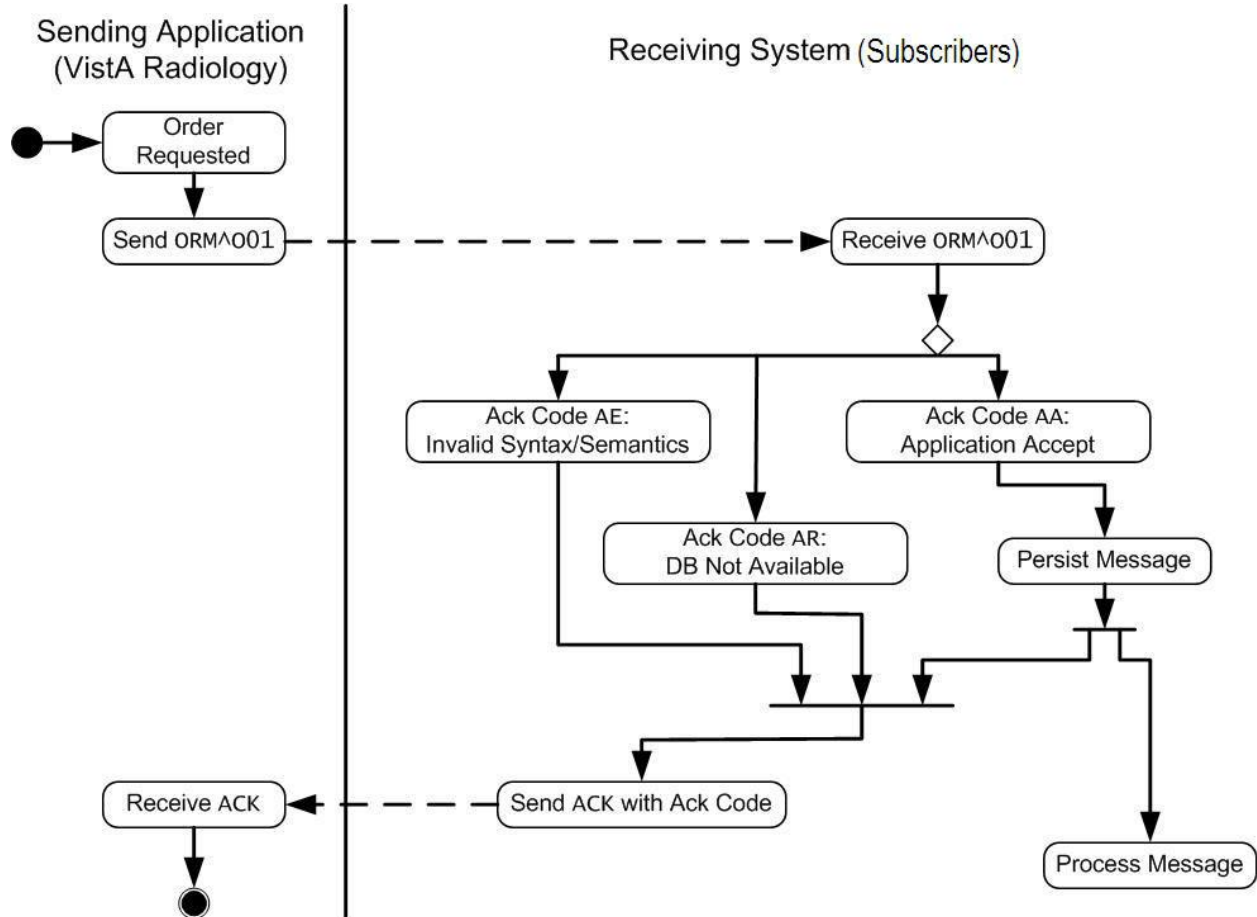 Sending Application
(VistA Radiology)
Receiving System (Subscribers)
Order
Requested
Send ORM^O01
Receive ORM^O01
Ack Code AE:
Invalid Syntax/Semantics
Ack Code AA:
Application Accept
Ack Code AR:
DB Not Available
Persist Message
Receive ACK
Send ACK with Ack Code
Process Message